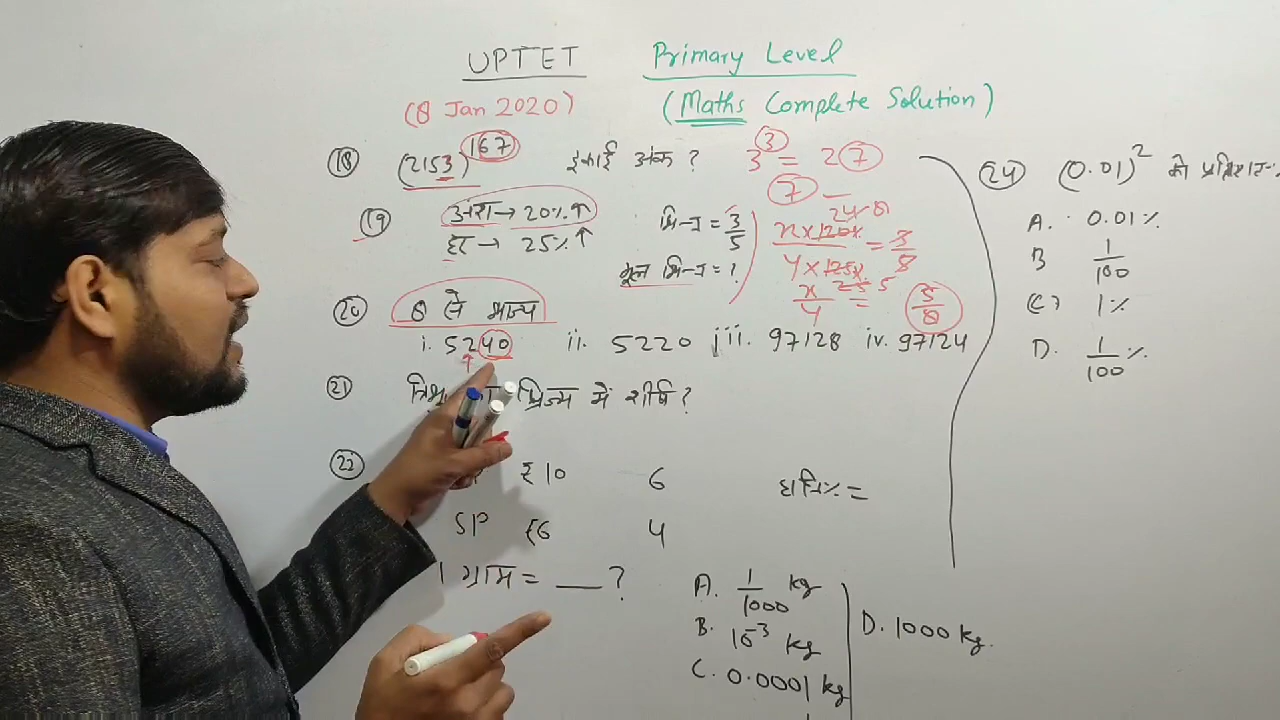 UPTET Primary Level
(8 Jan 2020) (Maths Complete Solution)
18 (2153)^167 इकाई अंक ? 3^3 = 27
7
19 अंश → 20%↑ भिन्न = 3/5
हर → 25%↑ मूल भिन्न = ?
x × 120% / y × 125% = 3/5
x/y = 5/8
20 8 से भाज्य
i. 5240 ii. 5220 iii. 97128 iv. 97124
21 प्रिज्म में शीर्ष ?
22 ₹10 6 हानि% =
SP ₹6 4
1 ग्राम = __ ?
A. 1/1000 kg
B. 10^-3 kg
C. 0.0001 kg
D. 1000 kg.
24 (0.01)^2 को
A. 0.01%
B 1/100
(C) 1%
D. 1/100 %